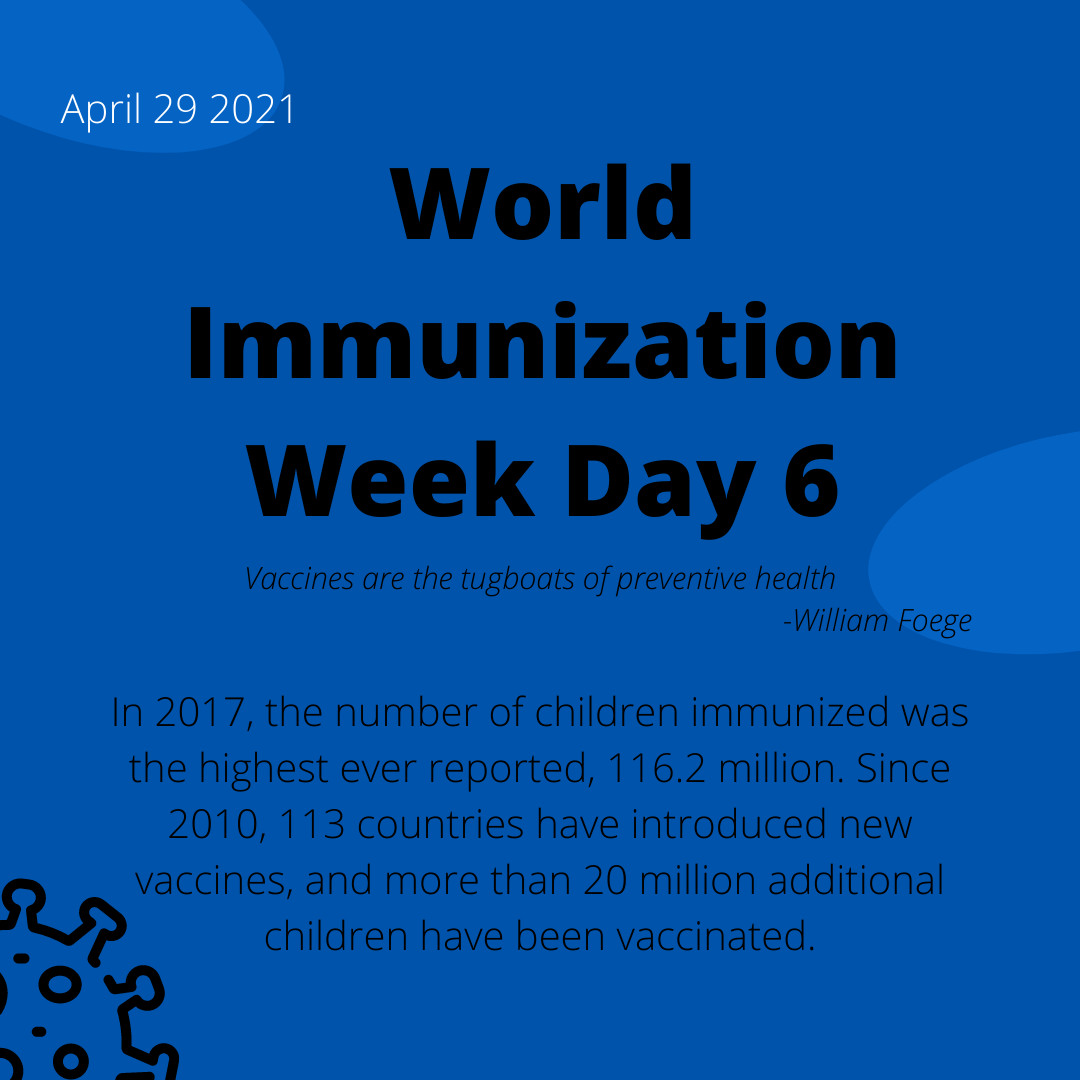 April 29 2021
World
Immunization
Week Day 6
Vaccines are the tugboats of preventive health
-William Foege
In 2017, the number of children immunized was
the highest ever reported, 116.2 million. Since
2010, 113 countries have introduced new
vaccines, and more than 20 million additional
children have been vaccinated.